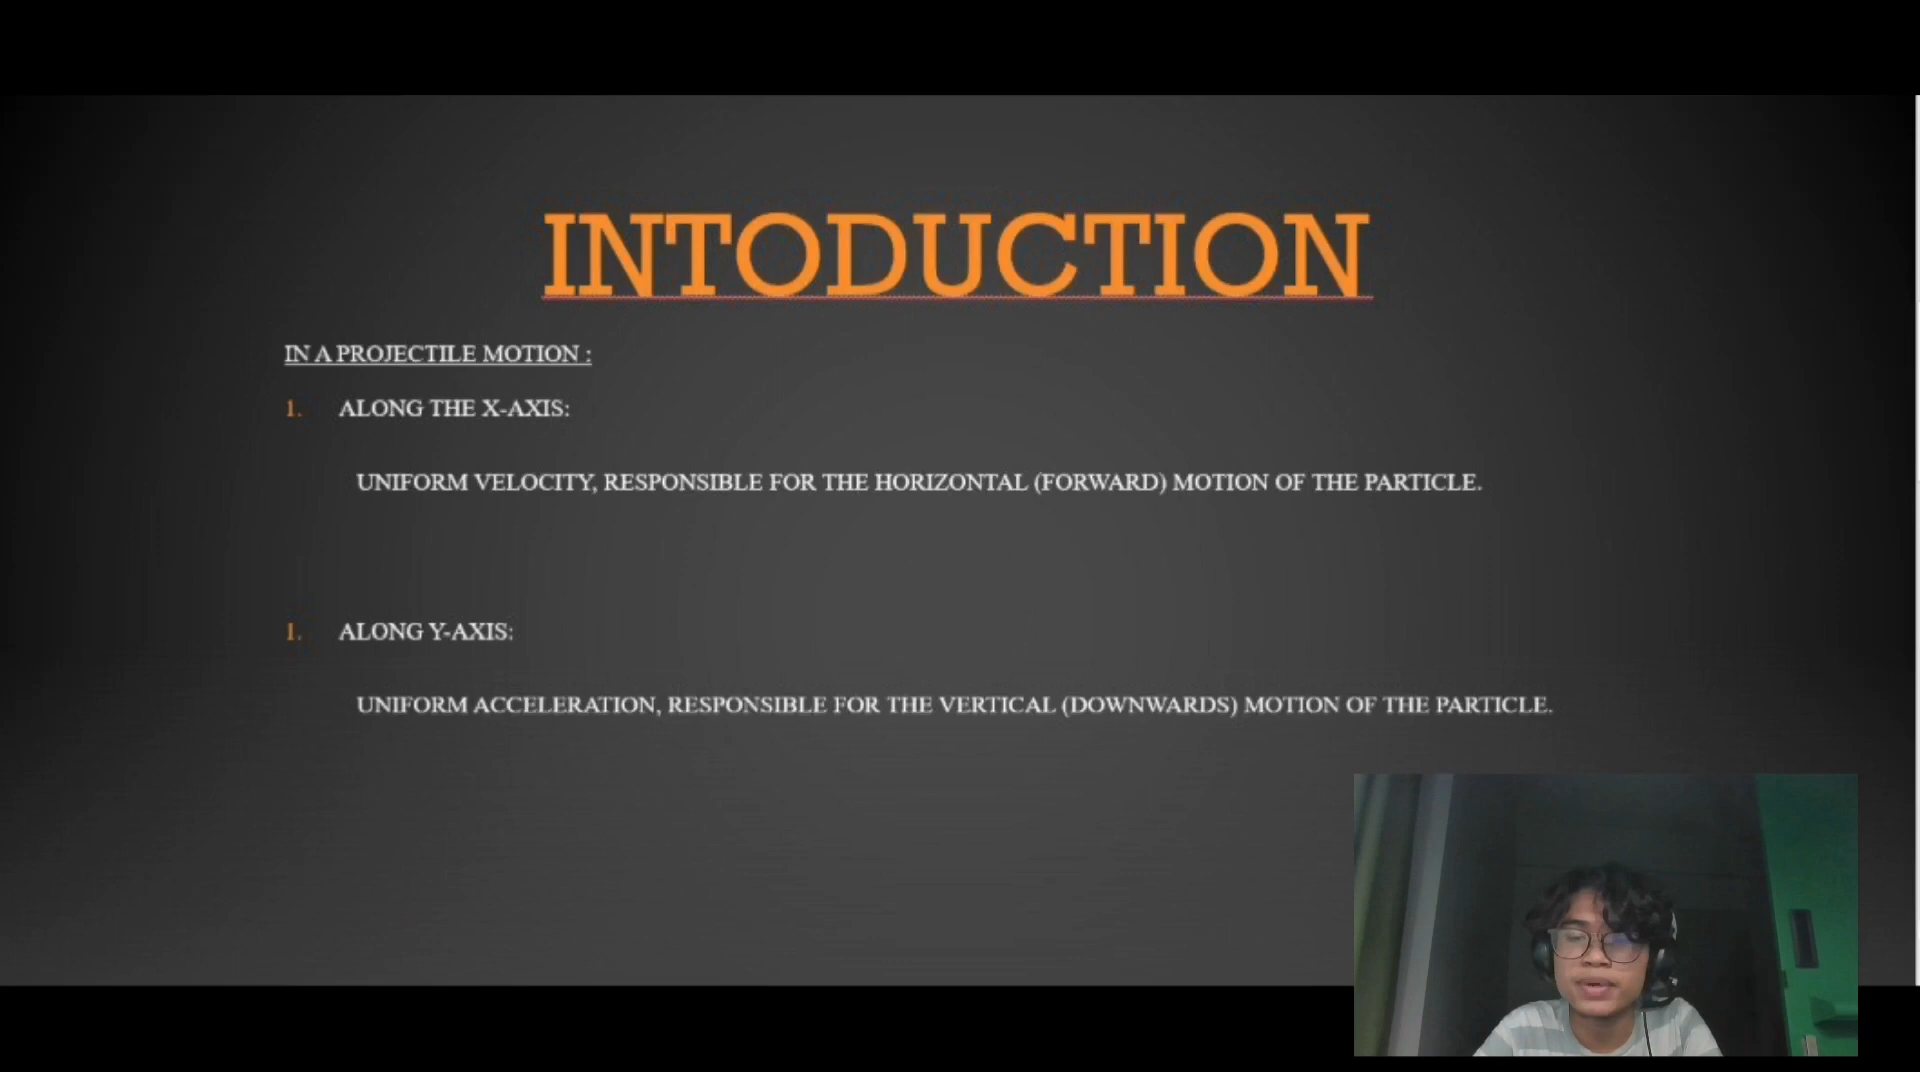 INTODUCTION
IN A PROJECTILE MOTION :
1. ALONG THE X-AXIS:
UNIFORM VELOCITY, RESPONSIBLE FOR THE HORIZONTAL (FORWARD) MOTION OF THE PARTICLE.
1. ALONG Y-AXIS:
UNIFORM ACCELERATION, RESPONSIBLE FOR THE VERTICAL (DOWNWARDS) MOTION OF THE PARTICLE.